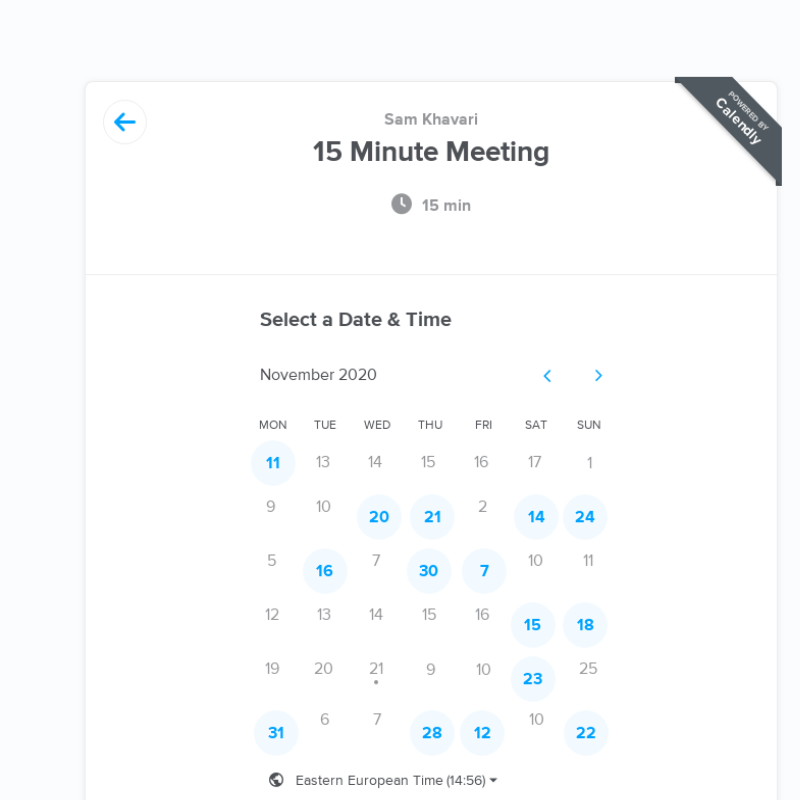 Sam Khavari
15 Minute Meeting
15 min
POWERED BY
Calendly
Select a Date & Time
November 2020
MON TUE WED THU FRI SAT SUN
11 13 14 15 16 17 1
9 10 20 21 2 14 24
5 16 7 30 7 10 11
12 13 14 15 16 15 18
19 20 21 9 10 23 25
31 6 7 28 12 10 22
Eastern European Time (14:56)